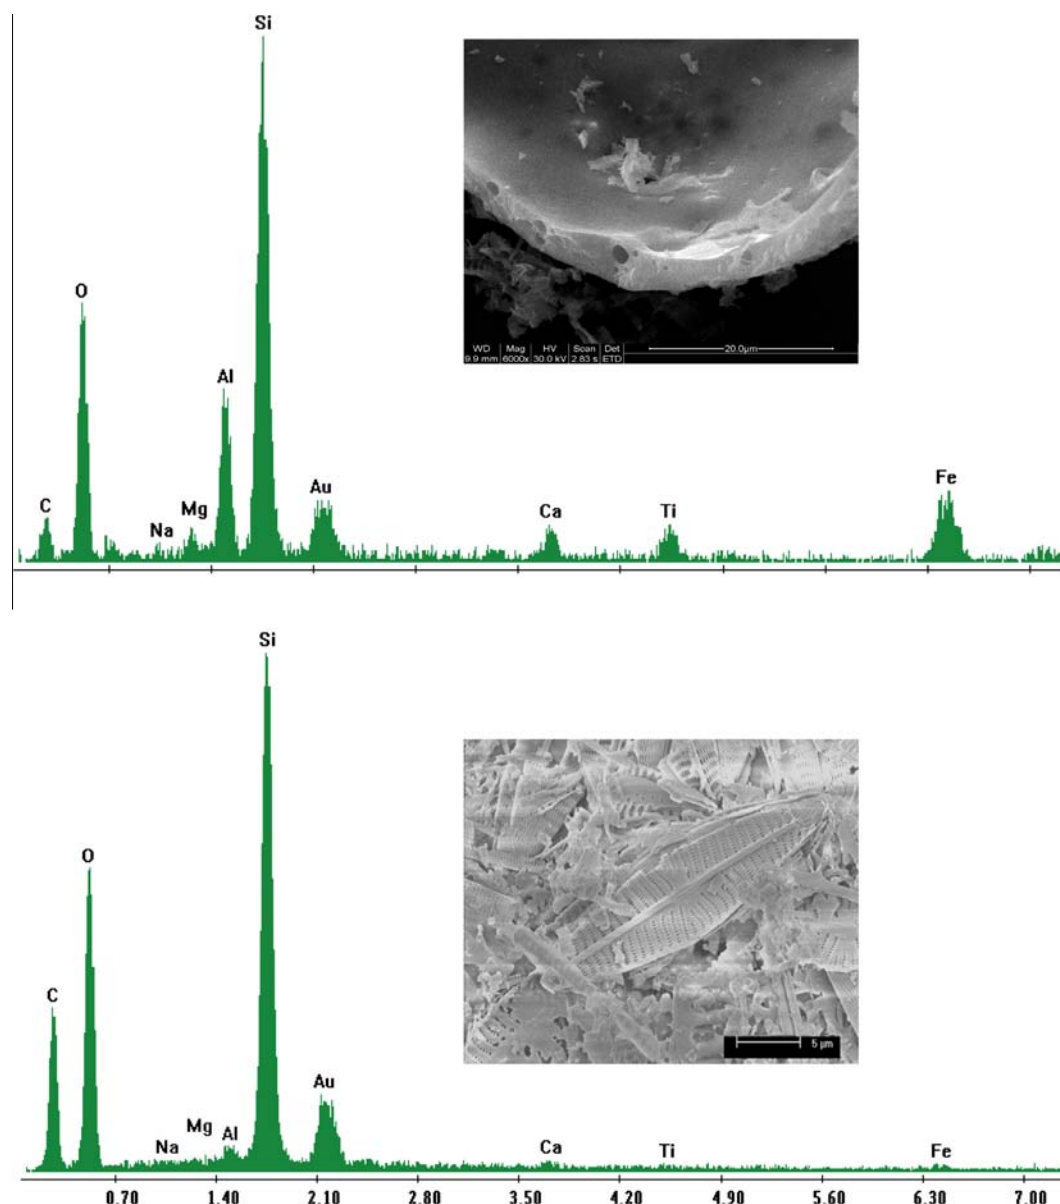 Si
O
Al
C
Na
Mg
Au
Ca
Ti
Fe
WD Mag HV Scan Det
9.9 mm 6000x 30.0 kV 2.83 s ETD
20.0µm
Si
O
C
Na
Mg
Al
Au
Ca
Ti
Fe
5 µm
0.70 1.40 2.10 2.80 3.50 4.20 4.90 5.60 6.30 7.00